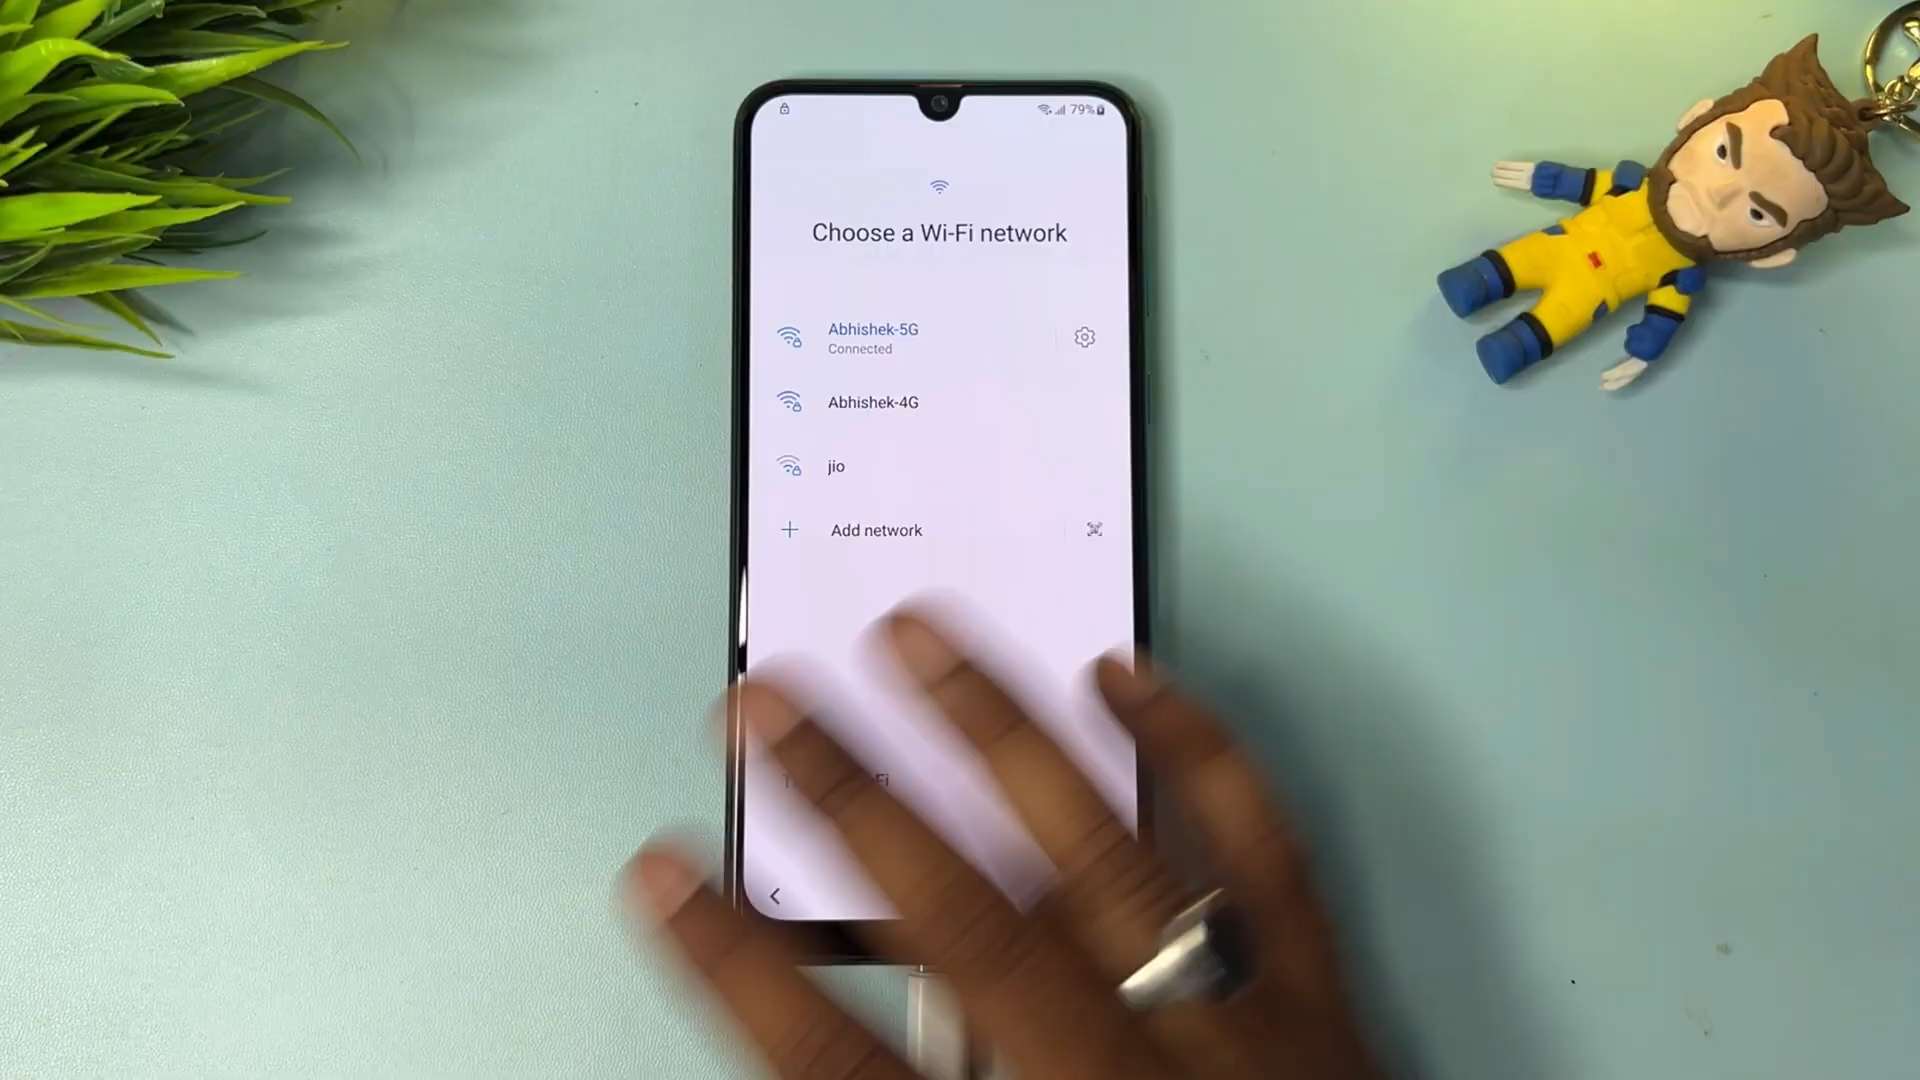 79%
Choose a Wi-Fi network
Abhishek-5G
Connected
Abhishek-4G
jio
Add network